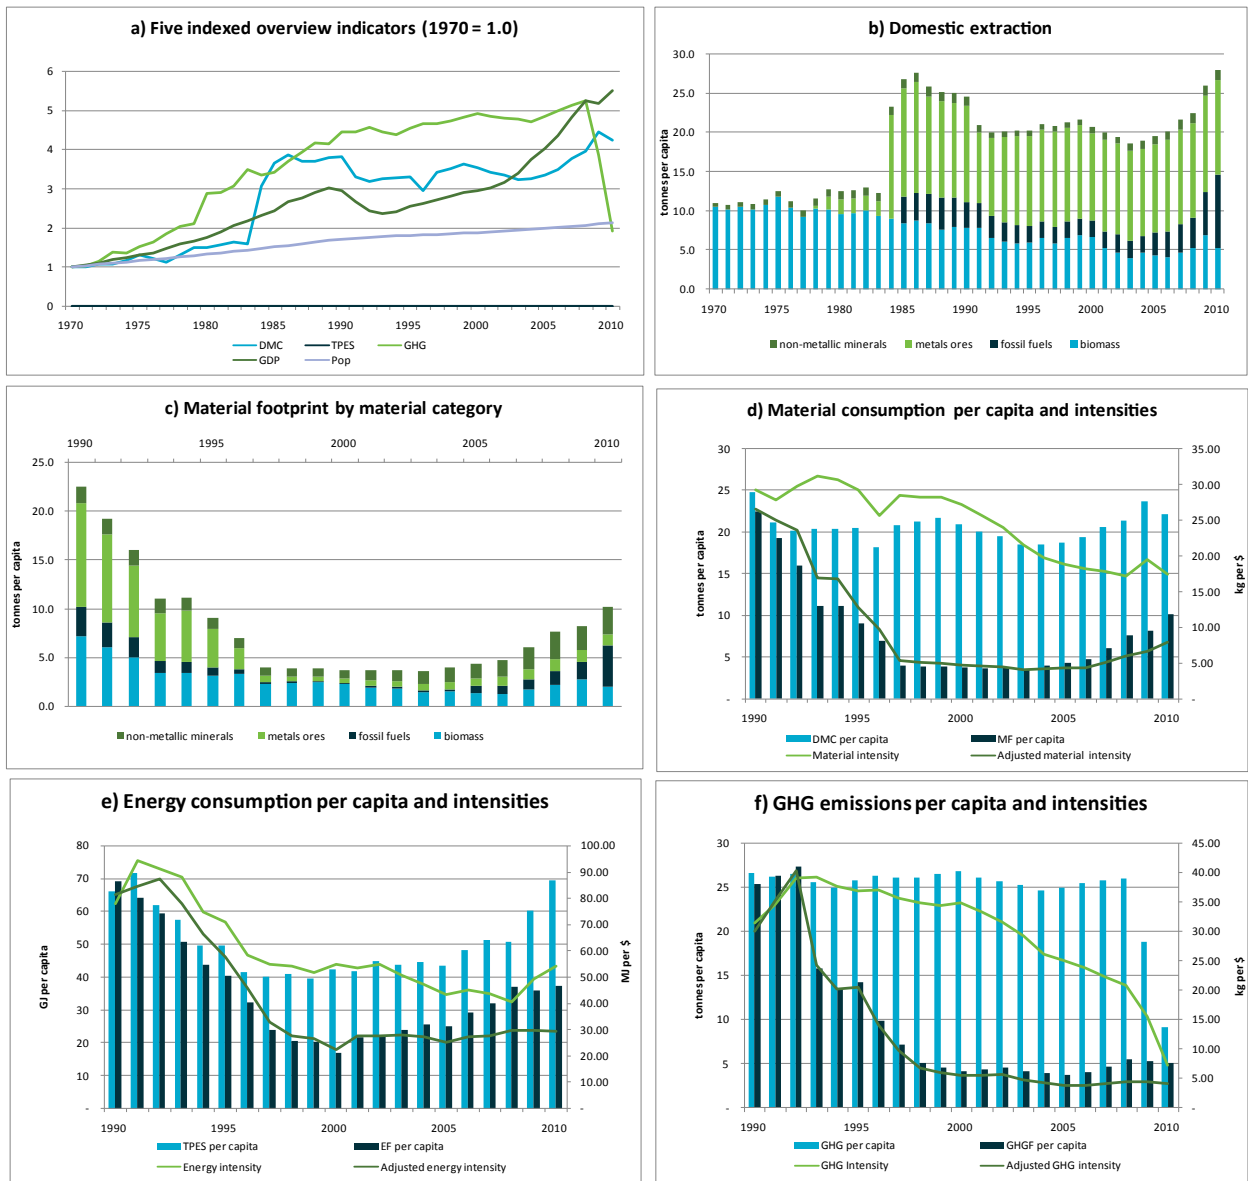 a) Five indexed overview indicators (1970 = 1.0)
6
5
4
3
2
1
0
1970 1975 1980 1985 1990 1995 2000 2005 2010
DMC TPES GHG
GDP Pop
b) Domestic extraction
tonnes per capita
30.0
25.0
20.0
15.0
10.0
5.0
0.0
1970 1975 1980 1985 1990 1995 2000 2005 2010
non-metallic minerals metals ores fossil fuels biomass
c) Material footprint by material category
1990 1995 2000 2005 2010
tonnes per capita
25.0
20.0
15.0
10.0
5.0
0.0
non-metallic minerals metals ores fossil fuels biomass
d) Material consumption per capita and intensities
tonnes per capita
30
25
20
15
10
5
-
kg per $
35.00
30.00
25.00
20.00
15.00
10.00
5.00
-
1990 1995 2000 2005 2010
DMC per capita MF per capita
Material intensity Adjusted material intensity
e) Energy consumption per capita and intensities
GJ per capita
80
70
60
50
40
30
20
10
-
MJ per $
100.00
90.00
80.00
70.00
60.00
50.00
40.00
30.00
20.00
10.00
-
1990 1995 2000 2005 2010
TPES per capita EF per capita
Energy intensity Adjusted energy intensity
f) GHG emissions per capita and intensities
tonnes per capita
30
25
20
15
10
5
-
kg per $
45.00
40.00
35.00
30.00
25.00
20.00
15.00
10.00
5.00
-
1990 1995 2000 2005 2010
GHG per capita GHGF per capita
GHG Intensity Adjusted GHG intensity